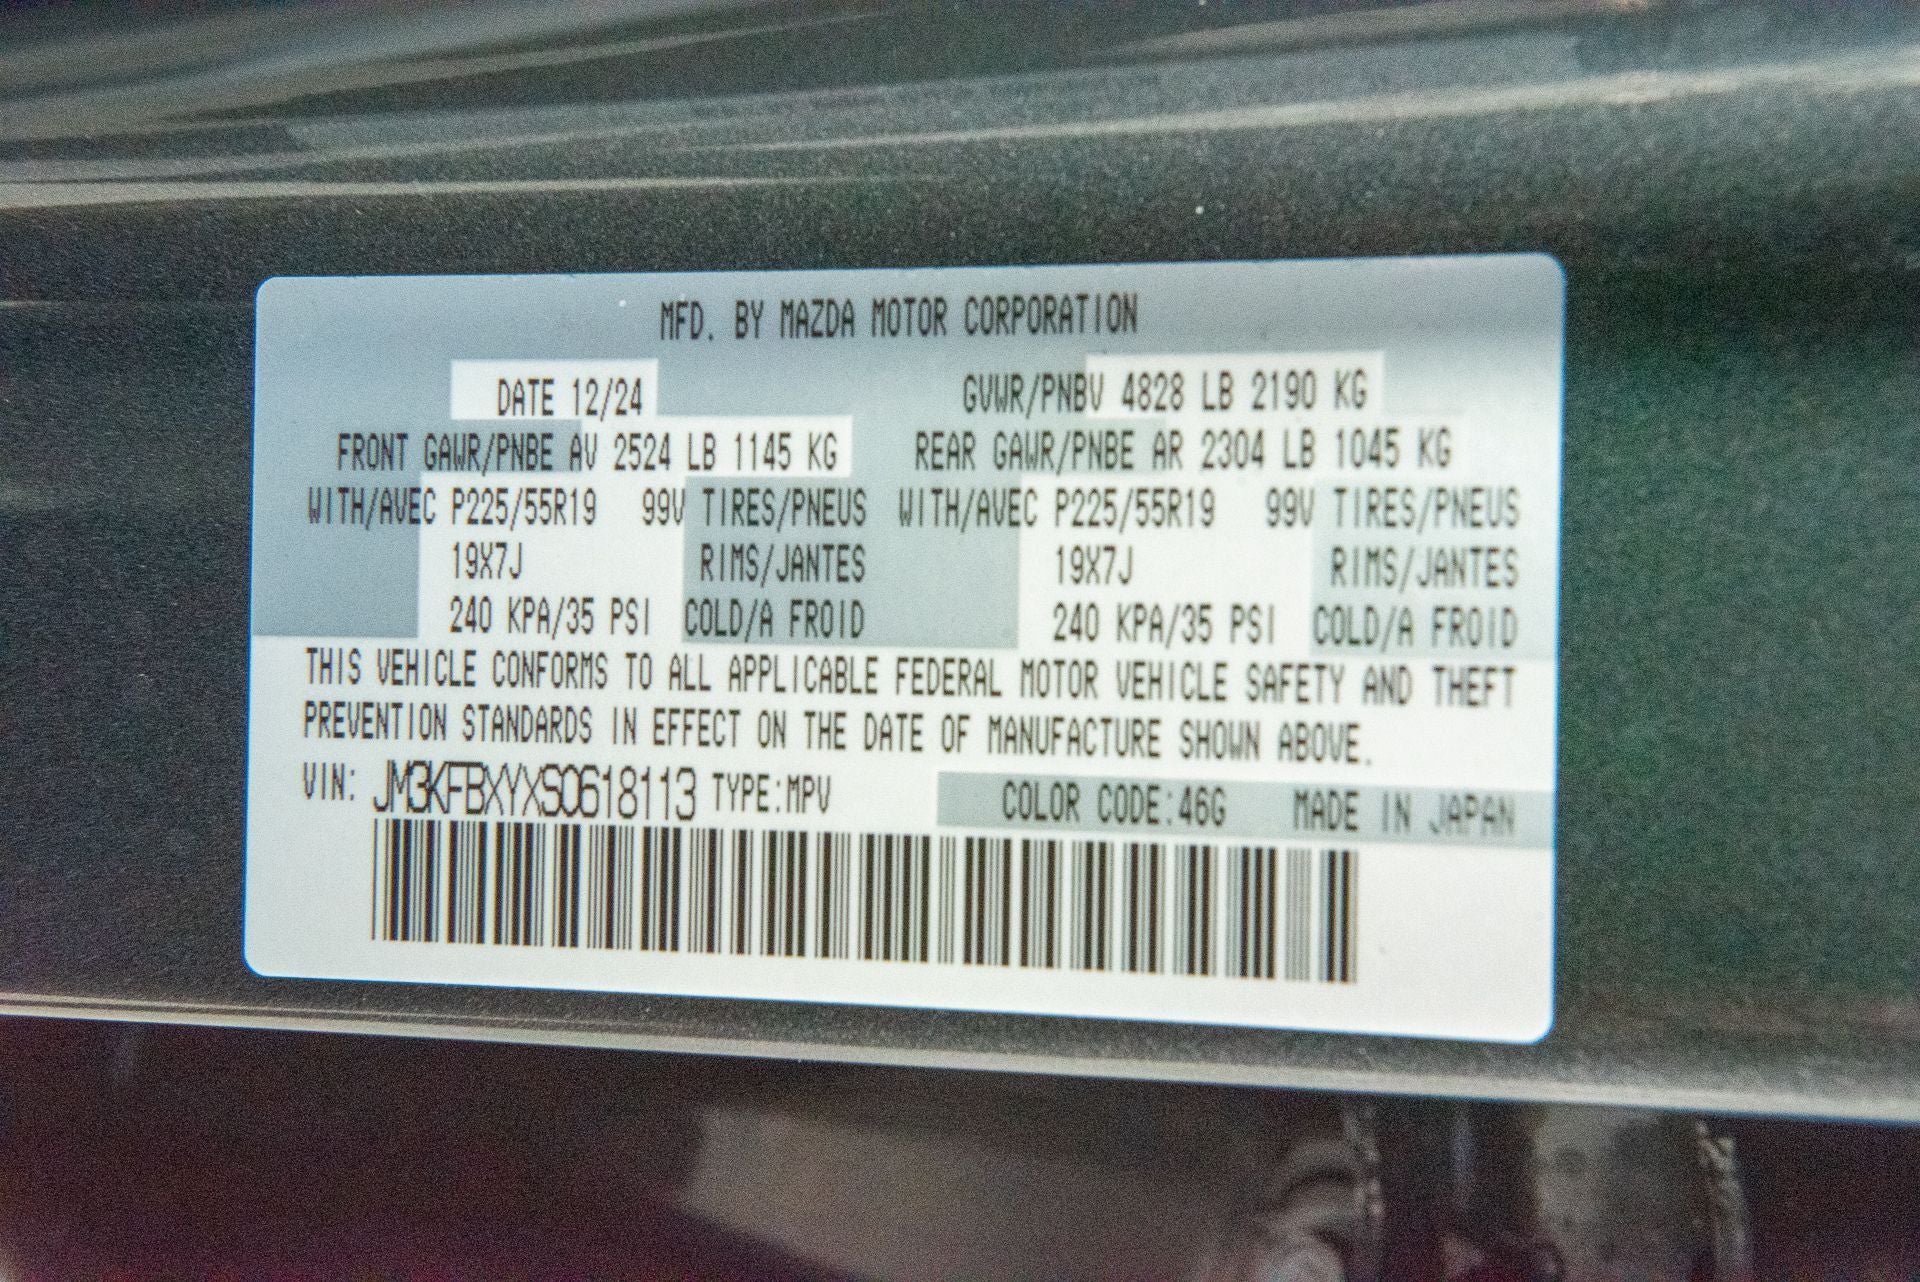 MFD. BY MAZDA MOTOR CORPORATION
DATE 12/24 GVWR/PNBV 4828 LB 2190 KG
FRONT GAWR/PNBE AV 2524 LB 1145 KG REAR GAWR/PNBE AR 2304 LB 1045 KG
WITH/AVEC P225/55R19 99V TIRES/PNEUS WITH/AVEC P225/55R19 99V TIRES/PNEUS
19X7J RIMS/JANTES 19X7J RIMS/JANTES
240 KPA/35 PSI COLD/A FROID 240 KPA/35 PSI COLD/A FROID
THIS VEHICLE CONFORMS TO ALL APPLICABLE FEDERAL MOTOR VEHICLE SAFETY AND THEFT
PREVENTION STANDARDS IN EFFECT ON THE DATE OF MANUFACTURE SHOWN ABOVE.
VIN: JM3KFBXYXS0618113 TYPE:MPV COLOR CODE:46G MADE IN JAPAN